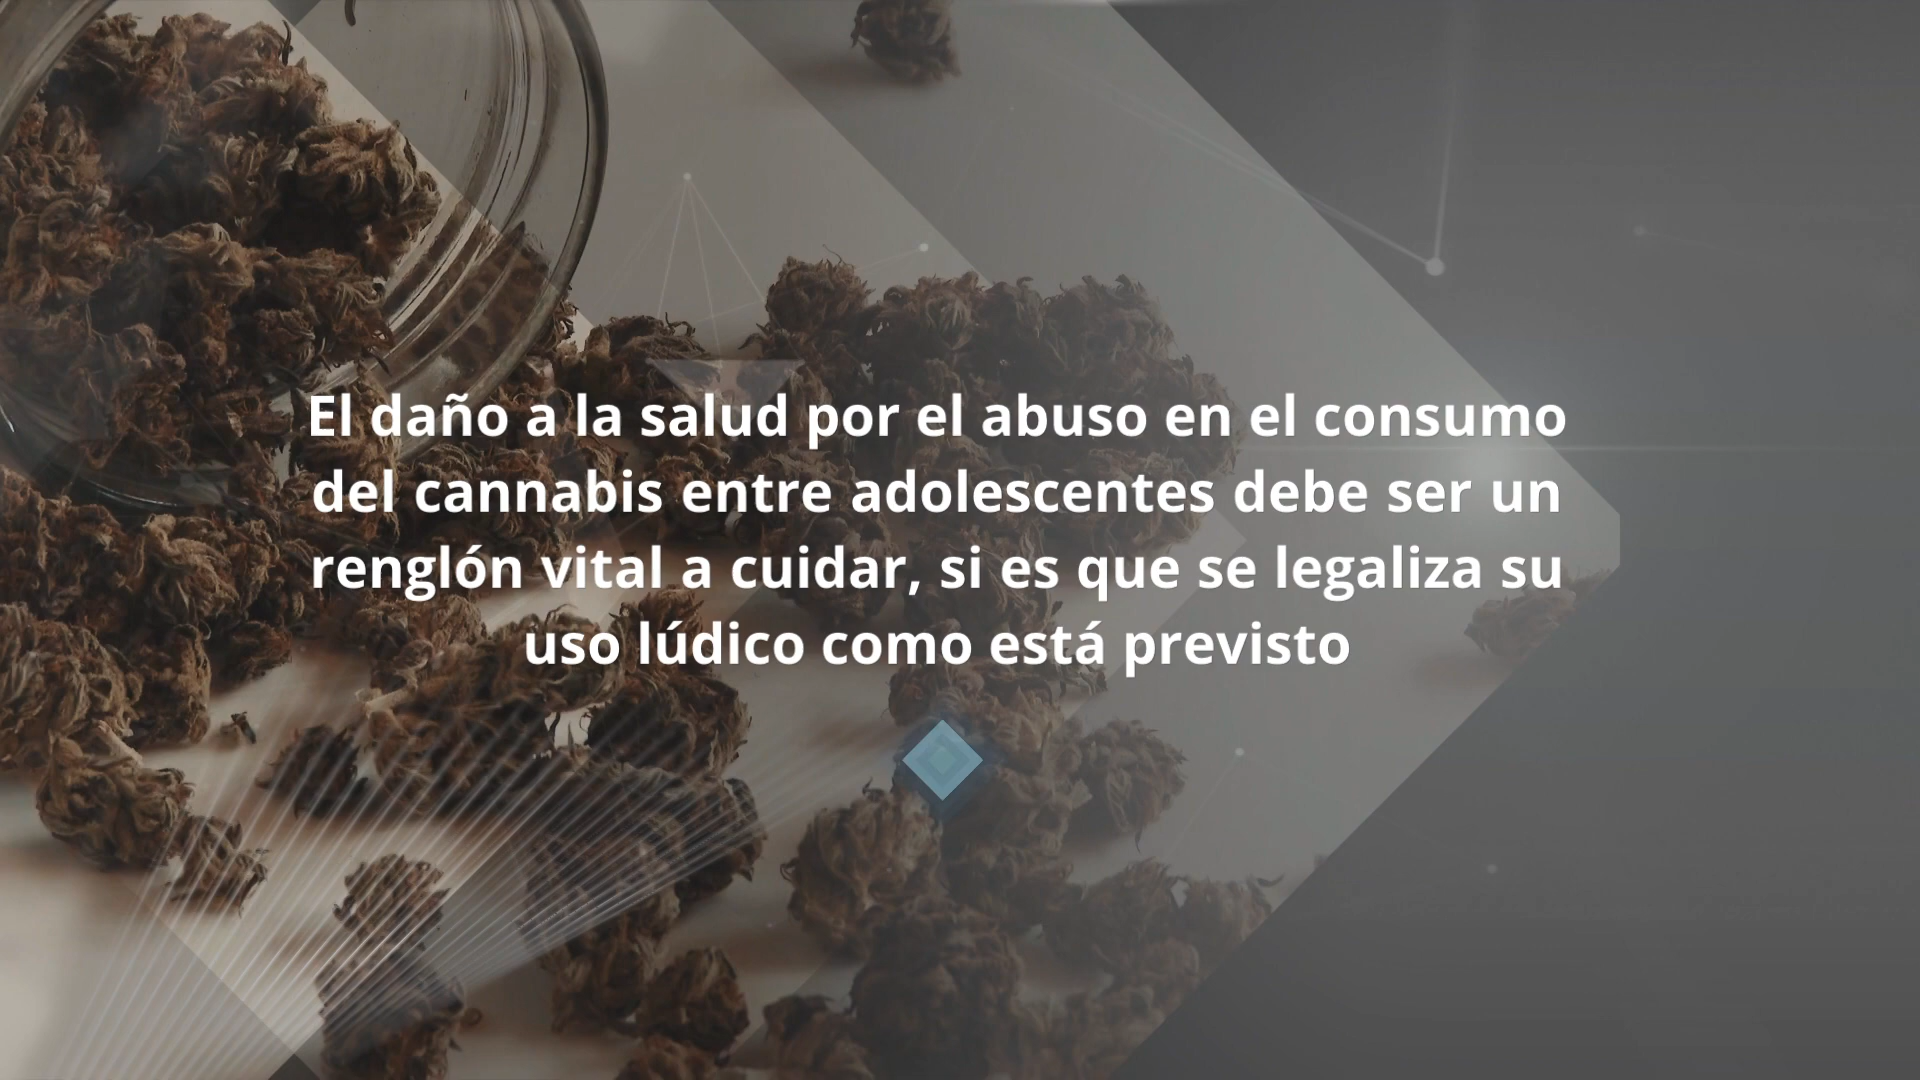 El daño a la salud por el abuso en el consumo
del cannabis entre adolescentes debe ser un
renglón vital a cuidar, si es que se legaliza su
uso lúdico como está previsto